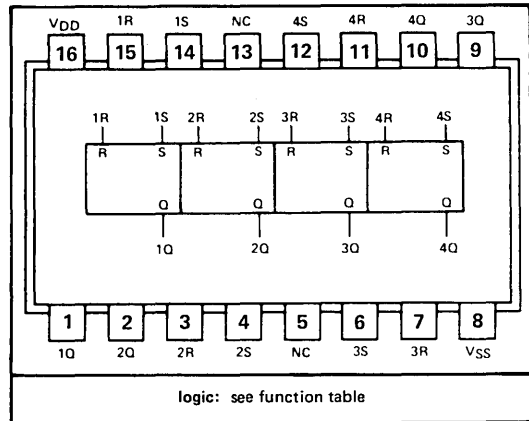 VDD 1R 1S NC 4S 4R 4Q 3Q
16 15 14 13 12 11 10 9
1R 1S 2R 2S 3R 3S 4R 4S
R S R S R S R S
Q Q Q Q
1Q 2Q 3Q 4Q
1 2 3 4 5 6 7 8
1Q 2Q 2R 2S NC 3S 3R VSS
logic: see function table